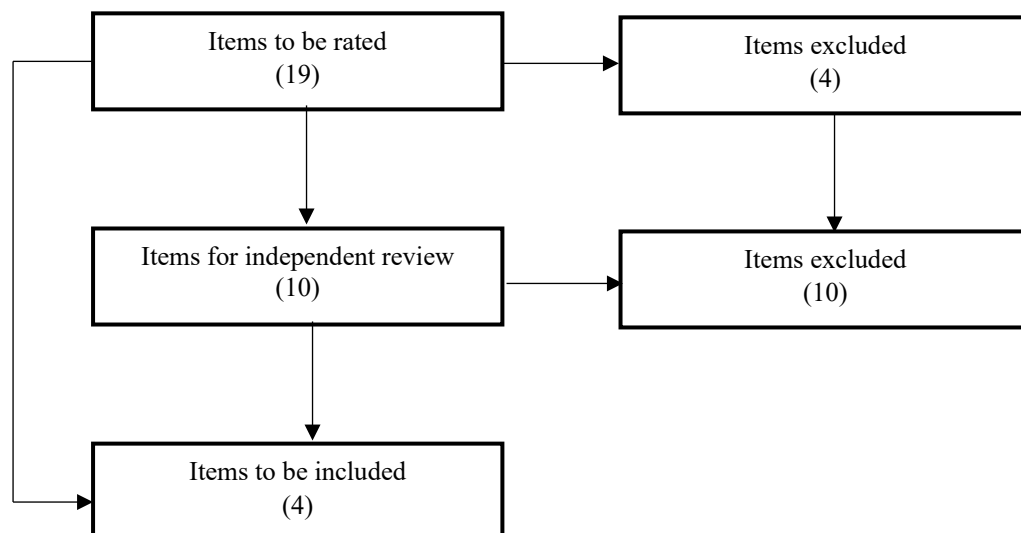 Items to be rated
(19)
Items excluded
(4)
Items for independent review
(10)
Items excluded
(10)
Items to be included
(4)